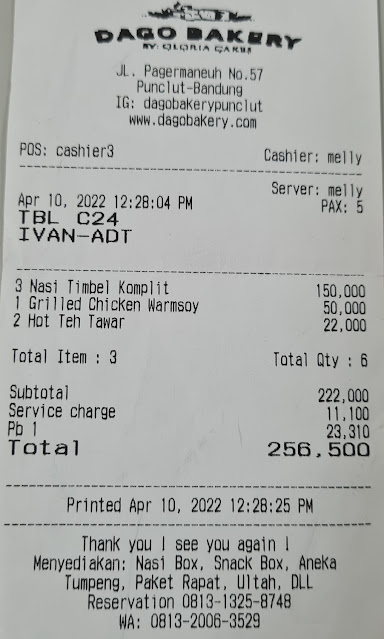 DAGO BAKERY
BY: GLORIA CAKES
JL. Pagermaneuh No.57
Punclut-Bandung
IG: dagobakerypunclut
www.dagobakery.com
POS: cashier3 Cashier: melly
Server: melly
Apr 10, 2022 12:28:04 PM PAX: 5
TBL C24
IVAN-ADT
3 Nasi Timbel Komplit 150,000
1 Grilled Chicken Warmsoy 50,000
2 Hot Teh Tawar 22,000
Total Item : 3 Total Qty : 6
Subtotal 222,000
Service charge 11,100
Pb 1 23,310
Total 256,500
Printed Apr 10, 2022 12:28:25 PM
Thank you ! see you again !
Menyediakan: Nasi Box, Snack Box, Aneka
Tumpeng, Paket Rapat, Ultah, DLL
Reservation 0813-1325-8748
WA: 0813-2006-3529